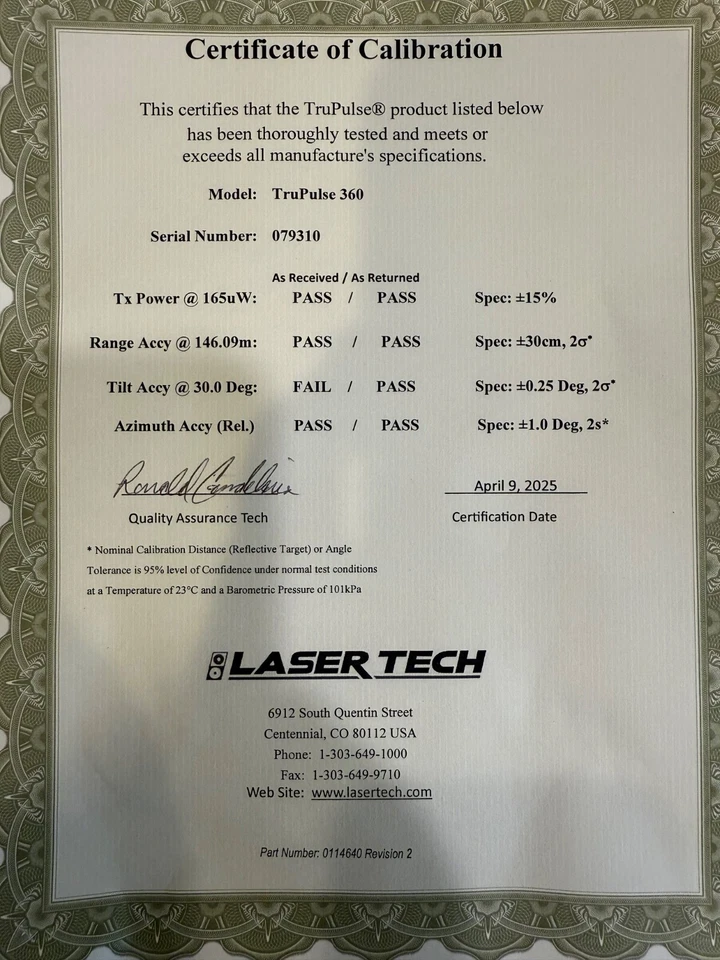 Certificate of Calibration
This certifies that the TruPulse® product listed below
has been thoroughly tested and meets or
exceeds all manufacture's specifications.
Model: TruPulse 360
Serial Number: 079310
As Received / As Returned
Tx Power @ 165uW: PASS / PASS Spec: ±15%
Range Accy @ 146.09m: PASS / PASS Spec: ±30cm, 2σ*
Tilt Accy @ 30.0 Deg: FAIL / PASS Spec: ±0.25 Deg, 2σ*
Azimuth Accy (Rel.) PASS / PASS Spec: ±1.0 Deg, 2s*
April 9, 2025
Quality Assurance Tech Certification Date
* Nominal Calibration Distance (Reflective Target) or Angle
Tolerance is 95% level of Confidence under normal test conditions
at a Temperature of 23°C and a Barometric Pressure of 101kPa
LASER TECH
6912 South Quentin Street
Centennial, CO 80112 USA
Phone: 1-303-649-1000
Fax: 1-303-649-9710
Web Site: www.lasertech.com
Part Number: 0114640 Revision 2